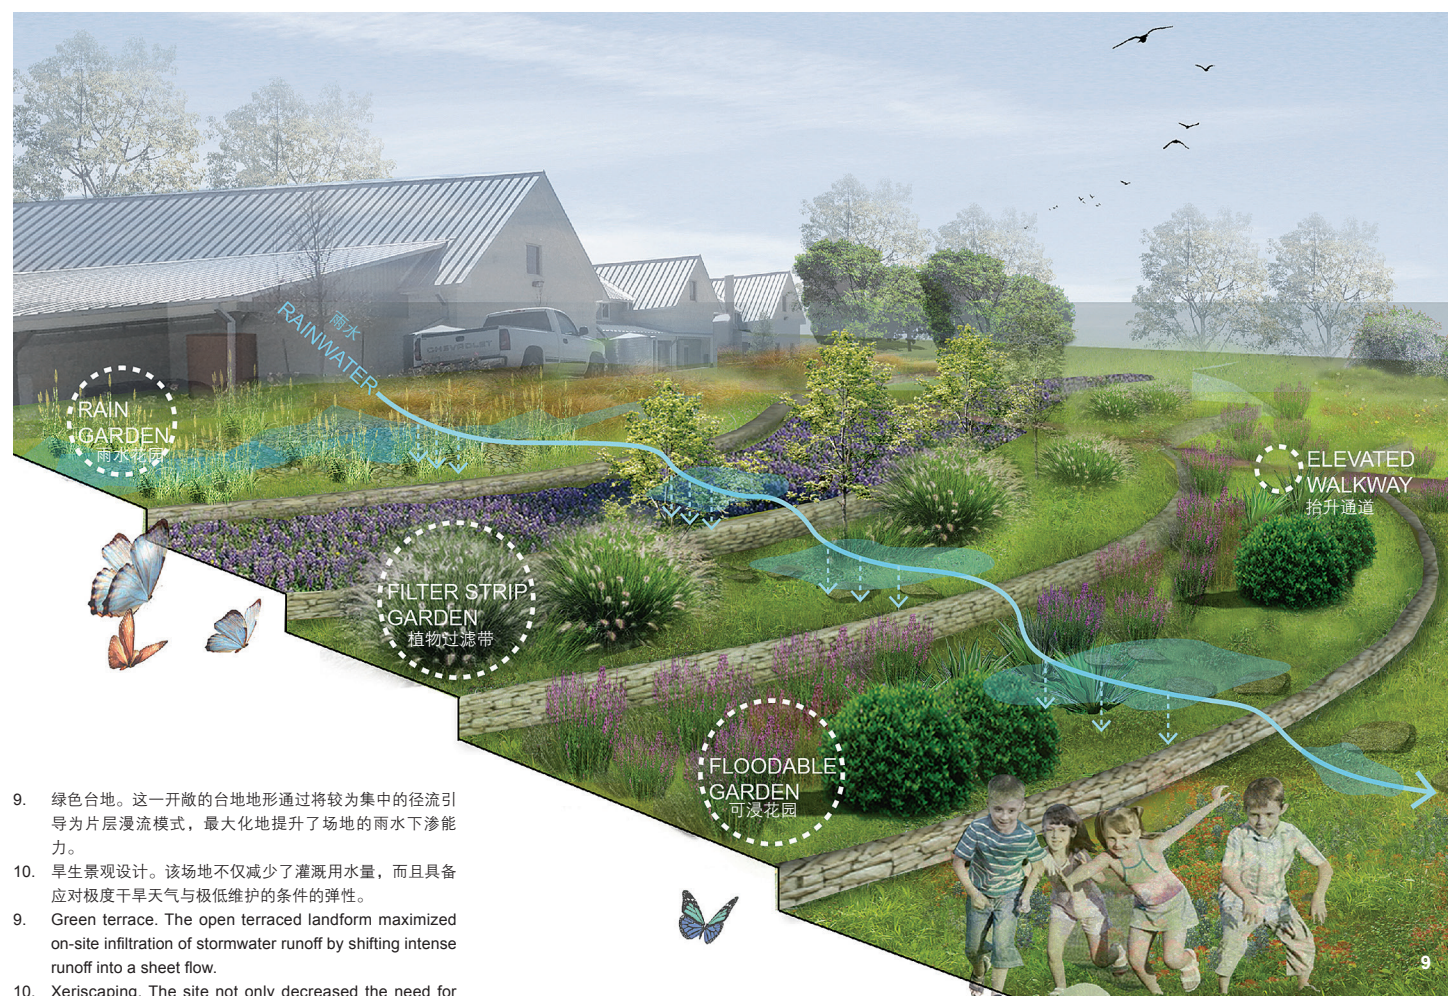 雨水
RAINWATER
RAIN
GARDEN
雨水花园
CHEVROLET
ELEVATED
WALKWAY
抬升通道
FILTER STRIP
GARDEN
植物过滤带
FLOODABLE
GARDEN
可浸花园
9. 绿色台地。这一开敞的台地地形通过将较为集中的径流引
导为片层漫流模式，最大化地提升了场地的雨水下渗能
力。
10. 旱生景观设计。该场地不仅减少了灌溉用水量，而且具备
应对极度干旱天气与极低维护的条件的弹性。
9. Green terrace. The open terraced landform maximized
on-site infiltration of stormwater runoff by shifting intense
runoff into a sheet flow.
10. Xeriscaping. The site not only decreased the need for
9